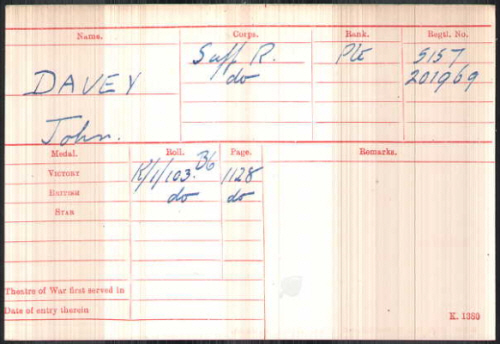 Name. Corps. Rank. Regtl. No.
DAVEY Suff R. Pte 5157
do 201969
John.
Medal. Roll. Page. Remarks.
VICTORY K/1/103.B6 1128
BRITISH do do
STAR
Theatre of War first served in
Date of entry therein
K. 1380